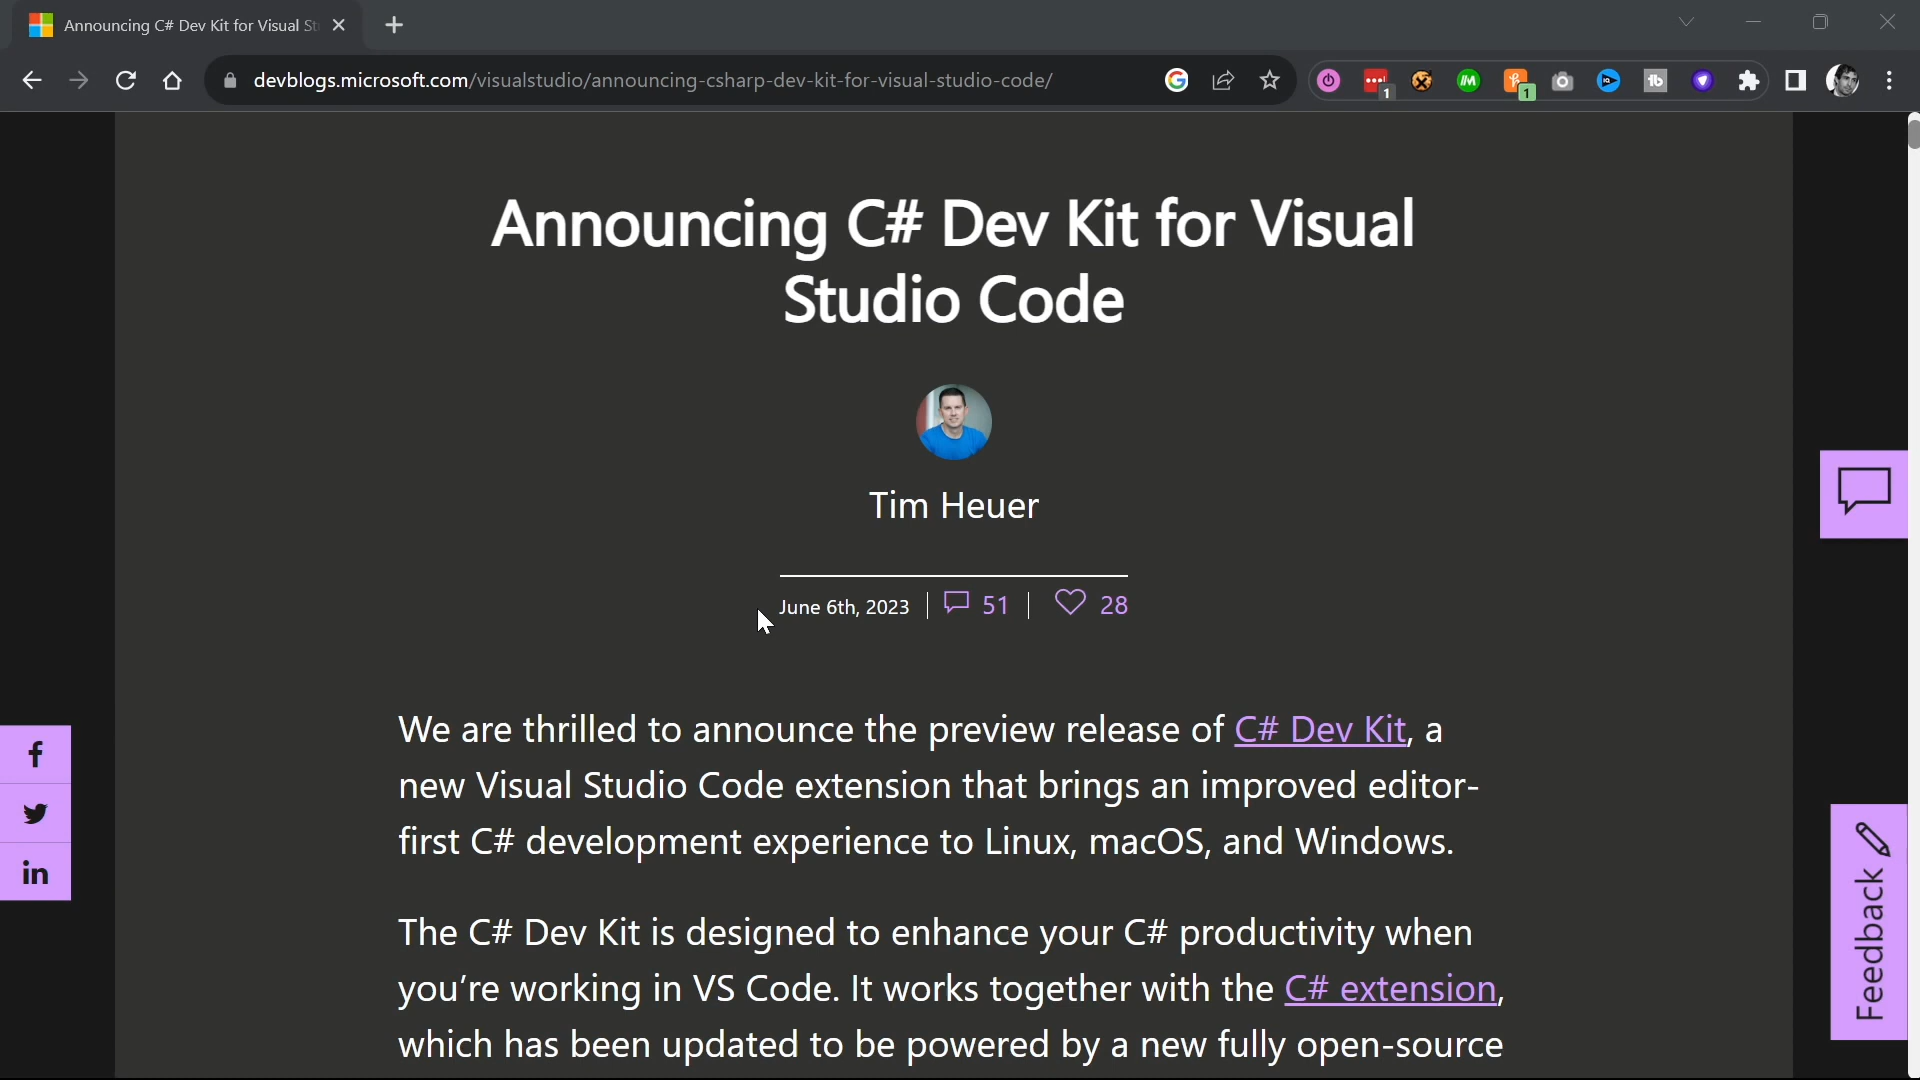 Announcing C# Dev Kit for Visual St
devblogs.microsoft.com/visualstudio/announcing-csharp-dev-kit-for-visual-studio-code/
1
1
Announcing C# Dev Kit for Visual
Studio Code
Tim Heuer
June 6th, 2023 51 28
We are thrilled to announce the preview release of C# Dev Kit, a
new Visual Studio Code extension that brings an improved editor-
first C# development experience to Linux, macOS, and Windows.
The C# Dev Kit is designed to enhance your C# productivity when
you're working in VS Code. It works together with the C# extension,
which has been updated to be powered by a new fully open-source
f
in
Feedback